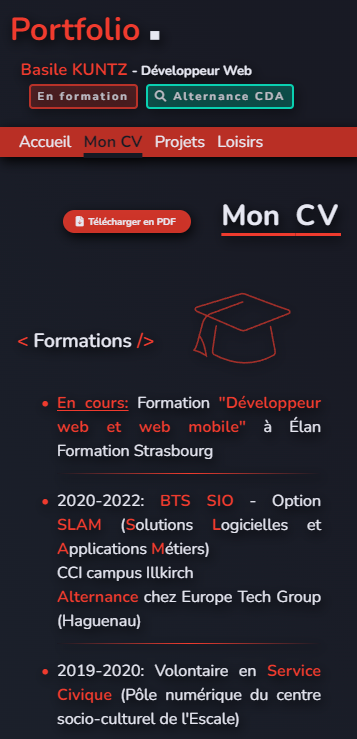 Portfolio .
Basile KUNTZ - Développeur Web
En formation
Alternance CDA
Accueil Mon CV Projets Loisirs
Télécharger en PDF
Mon CV
< Formations />
• En cours: Formation "Développeur
web et web mobile" à Élan
Formation Strasbourg
• 2020-2022: BTS SIO - Option
SLAM (Solutions Logicielles et
Applications Métiers)
CCI campus Illkirch
Alternance chez Europe Tech Group
(Haguenau)
• 2019-2020: Volontaire en Service
Civique (Pôle numérique du centre
socio-culturel de l'Escale)